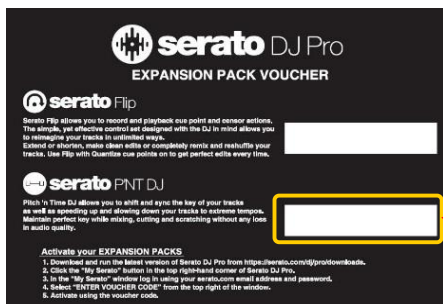 serato DJ Pro
EXPANSION PACK VOUCHER
serato Flip
Serato Flip allows you to record and playback cue point and censor actions.
The simple, yet effective control set designed with the DJ in mind allows you
to reimagine your tracks in unlimited ways.
Extend or shorten, make clean edits or completely remix and reshuffle your
tracks. Use Flip with Quantize cue points on to get perfect edits every time.
serato PNT DJ
Pitch 'n Time DJ allows you to shift and sync the key of your tracks
as well as speeding up and slowing down your tracks to extreme tempos.
Maintain perfect key while mixing, cutting and scratching without any loss
in audio quality.
Activate your EXPANSION PACKS
1. Download and run the latest version of Serato DJ Pro from https://serato.com/dj/pro/downloads.
2. Click the "My Serato" button in the top right-hand corner of Serato DJ Pro.
3. In the "My Serato" window log in using your serato.com email address and password.
4. Select "ENTER VOUCHER CODE" from the top right of the window.
5. Activate using the voucher code.